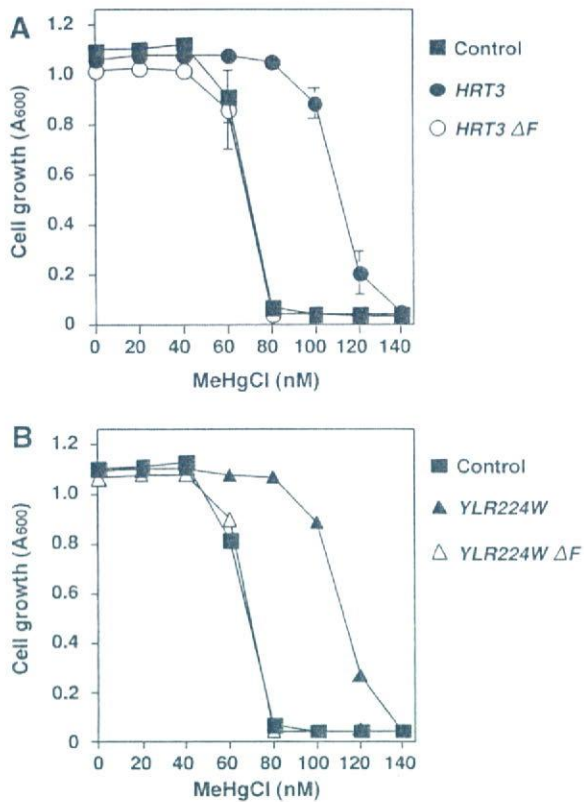 A
1.2
1.0
0.8
0.6
0.4
0.2
0
Cell growth (A600)
0 20 40 60 80 100 120 140
MeHgCl (nM)
Control
HRT3
HRT3 ΔF
B
1.2
1.0
0.8
0.6
0.4
0.2
0
Cell growth (A600)
0 20 40 60 80 100 120 140
MeHgCl (nM)
Control
YLR224W
YLR224W ΔF